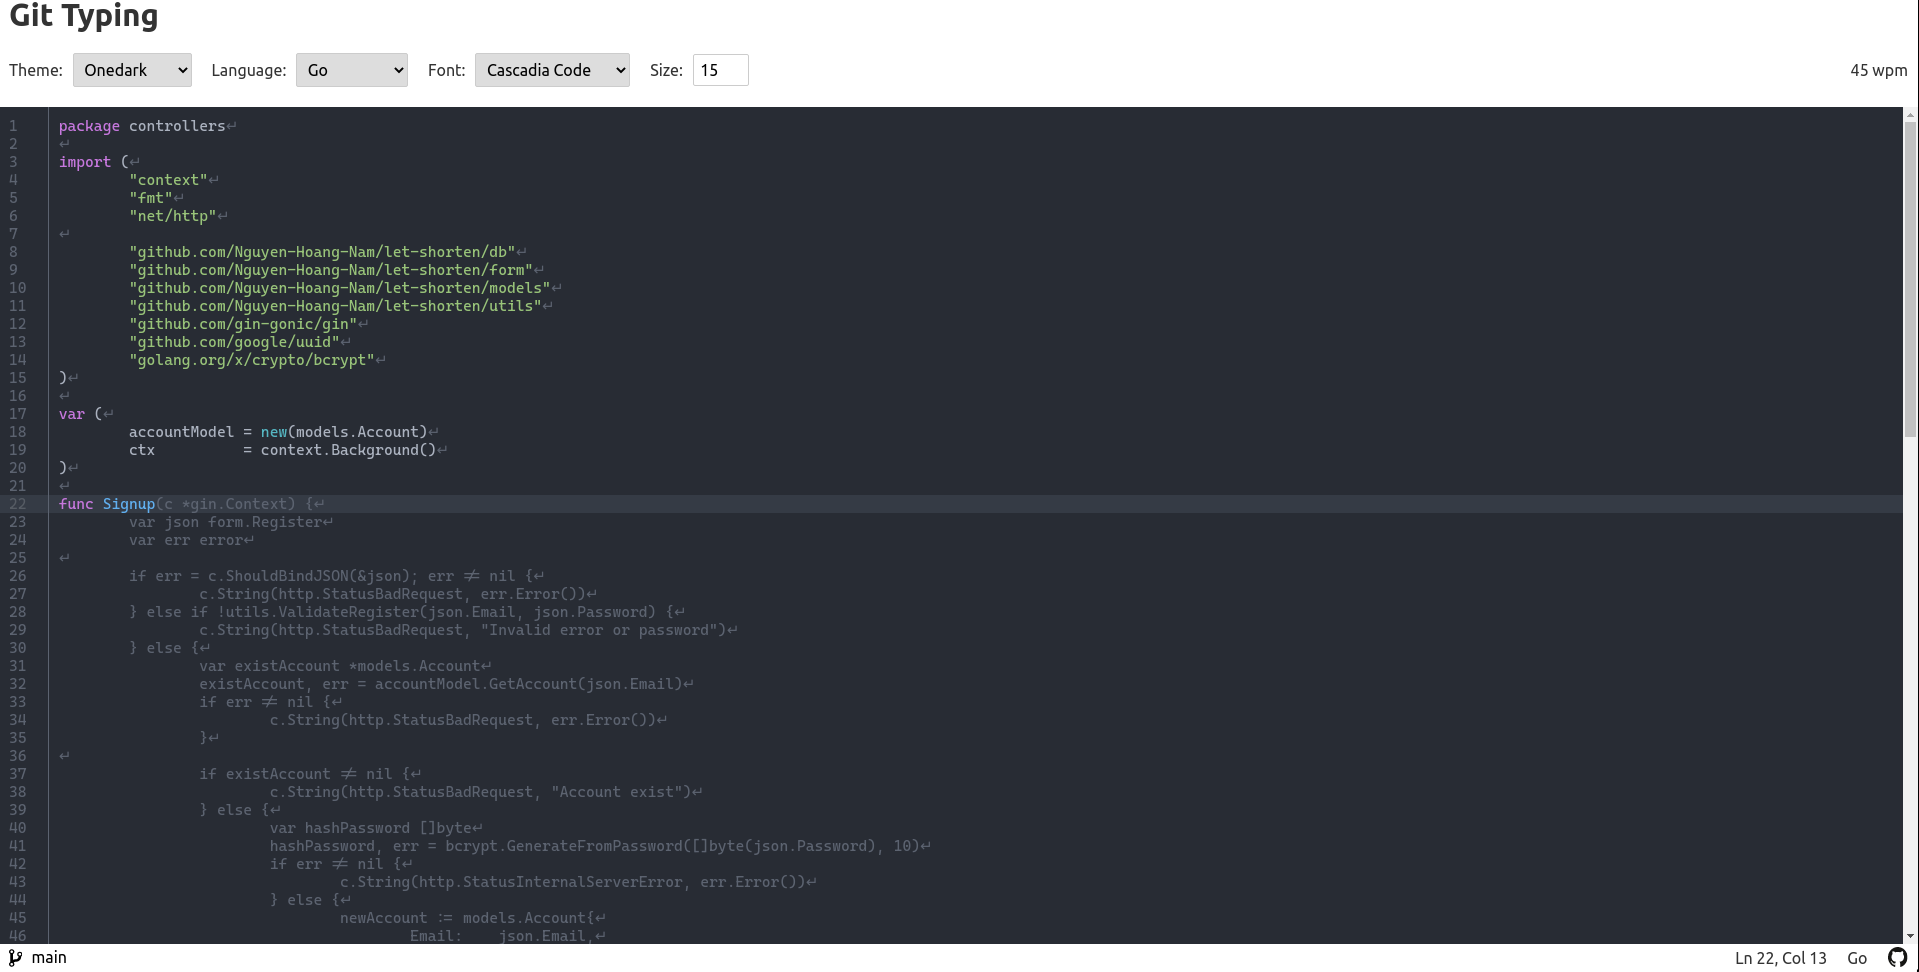 Git Typing
Theme: Onedark Language: Go Font: Cascadia Code Size: 15 45 wpm
1 package controllers↵
2 ↵
3 import (↵
4 "context"↵
5 "fmt"↵
6 "net/http"↵
7 ↵
8 "github.com/Nguyen-Hoang-Nam/let-shorten/db"↵
9 "github.com/Nguyen-Hoang-Nam/let-shorten/form"↵
10 "github.com/Nguyen-Hoang-Nam/let-shorten/models"↵
11 "github.com/Nguyen-Hoang-Nam/let-shorten/utils"↵
12 "github.com/gin-gonic/gin"↵
13 "github.com/google/uuid"↵
14 "golang.org/x/crypto/bcrypt"↵
15 )↵
16 ↵
17 var (↵
18 accountModel = new(models.Account)↵
19 ctx = context.Background()↵
20 )↵
21 ↵
22 func Signup(c *gin.Context) {↵
23 var json form.Register↵
24 var err error↵
25 ↵
26 if err = c.ShouldBindJSON(&json); err != nil {↵
27 c.String(http.StatusBadRequest, err.Error())↵
28 } else if !utils.ValidateRegister(json.Email, json.Password) {↵
29 c.String(http.StatusBadRequest, "Invalid error or password")↵
30 } else {↵
31 var existAccount *models.Account↵
32 existAccount, err = accountModel.GetAccount(json.Email)↵
33 if err != nil {↵
34 c.String(http.StatusBadRequest, err.Error())↵
35 }↵
36 ↵
37 if existAccount != nil {↵
38 c.String(http.StatusBadRequest, "Account exist")↵
39 } else {↵
40 var hashPassword []byte↵
41 hashPassword, err = bcrypt.GenerateFromPassword([]byte(json.Password), 10)↵
42 if err != nil {↵
43 c.String(http.StatusInternalServerError, err.Error())↵
44 } else {↵
45 newAccount := models.Account{↵
46 Email: json.Email,↵
main Ln 22, Col 13 Go